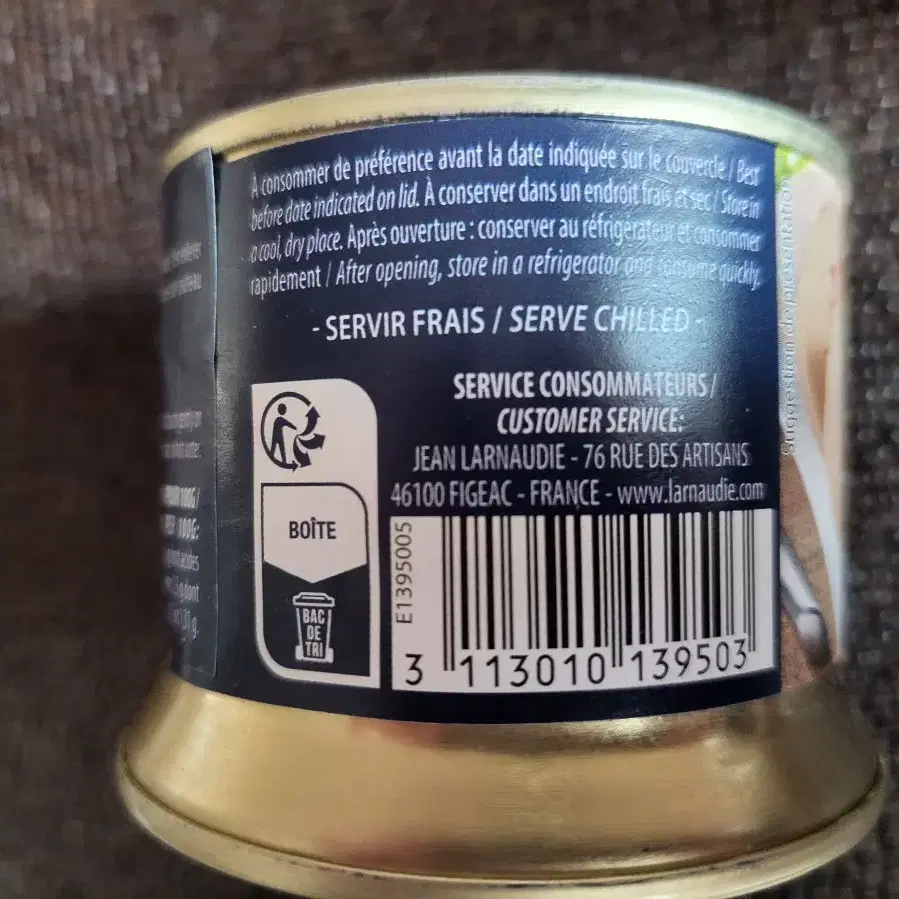 À consommer de préférence avant la date indiquée sur le couvercle / Best
before date indicated on lid. À conserver dans un endroit frais et sec / Store in
a cool, dry place. Après ouverture : conserver au réfrigerateur et consommer
rapidement / After opening, store in a refrigerator and consume quickly.
- SERVIR FRAIS / SERVE CHILLED -
SERVICE CONSOMMATEURS /
CUSTOMER SERVICE:
JEAN LARNAUDIE - 76 RUE DES ARTISANS
46100 FIGEAC - FRANCE - www.larnaudie.com
BOÎTE
BAC
DE
TRI
E1395005
3 113010 139503
Suggestion de présentation
100G /
100G: